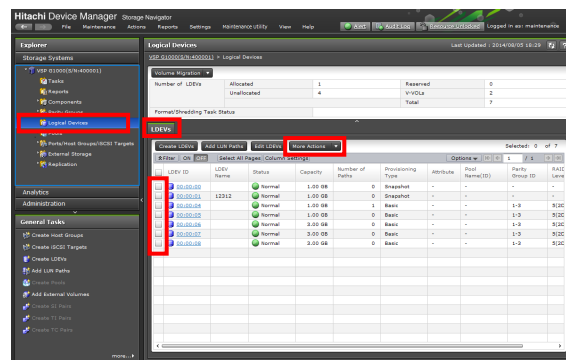 Hitachi Device Manager Storage Navigator
File Maintenance Actions Reports Settings Maintenance Utility View Help Alert Audit Log Resource Unlocked Logged in as: maintenance
Explorer
Storage Systems
VSP G1000(S/N:400001)
Tasks
Reports
Components
Parity Groups
Logical Devices
Pools
Ports/Host Groups/iSCSI Targets
External Storage
Replication
Analytics
Administration
General Tasks
Create Host Groups
Create iSCSI Targets
Create LDEVs
Add LUN Paths
Create Pools
Add External Volumes
Create SI Pairs
Create TI Pairs
Create TC Pairs
more...
Logical Devices Last Updated : 2014/08/05 18:29
VSP G1000(S/N:400001) > Logical Devices
Volume Migration
Number of LDEVs Allocated 1 Reserved 0
Unallocated 4 V-VOLs 2
Total 7
Format/Shredding Task Status
LDEVs
Create LDEVs Add LUN Paths Edit LDEVs More Actions Selected: 0 of 7
Filter ON OFF Select All Pages Column Settings Options 1 / 1
LDEV ID LDEV Name Status Capacity Number of Paths Provisioning Type Attribute Pool Name(ID) Parity Group ID RAID Leve
00:00:00 Normal 1.00 GB 0 Snapshot - - -
00:00:01 12312 Normal 1.00 GB 0 Snapshot - - -
00:00:04 Normal 1.00 GB 1 Basic - - 1-3 5(2D
00:00:05 Normal 1.00 GB 0 Basic - - 1-3 5(2D
00:00:06 Normal 3.00 GB 0 Basic - - 1-3 5(2D
00:00:07 Normal 3.00 GB 0 Basic - - 1-3 5(2D
00:00:08 Normal 3.00 GB 0 Basic - - 1-3 5(2D